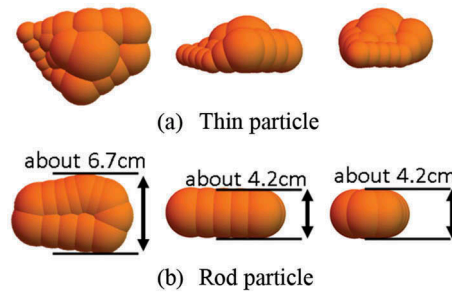 (a) Thin particle
about 6.7cm
about 4.2cm
about 4.2cm
(b) Rod particle